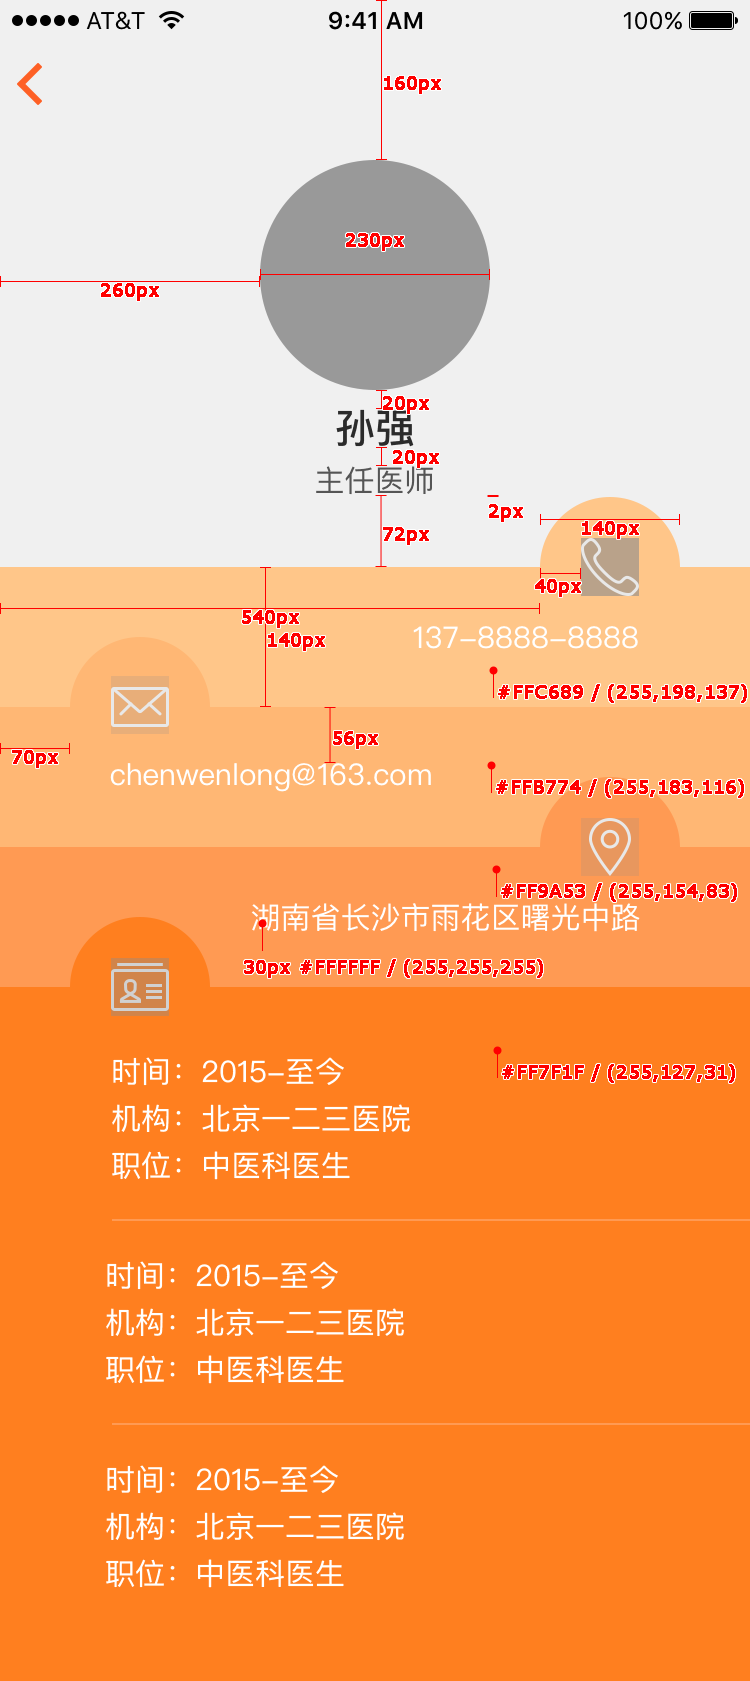 AT&T 9:41 AM 100%
160px
230px
260px
20px
孙强
20px
主任医师
72px
2px
140px
40px
540px
140px
137-8888-8888
#FFC689 / (255,198,137)
56px
70px
chenwenlong@163.com
#FFB774 / (255,183,116)
#FF9A53 / (255,154,83)
湖南省长沙市雨花区曙光中路
30px #FFFFFF / (255,255,255)
时间：2015-至今
#FF7F1F / (255,127,31)
机构：北京一二三医院
职位：中医科医生
时间：2015-至今
机构：北京一二三医院
职位：中医科医生
时间：2015-至今
机构：北京一二三医院
职位：中医科医生